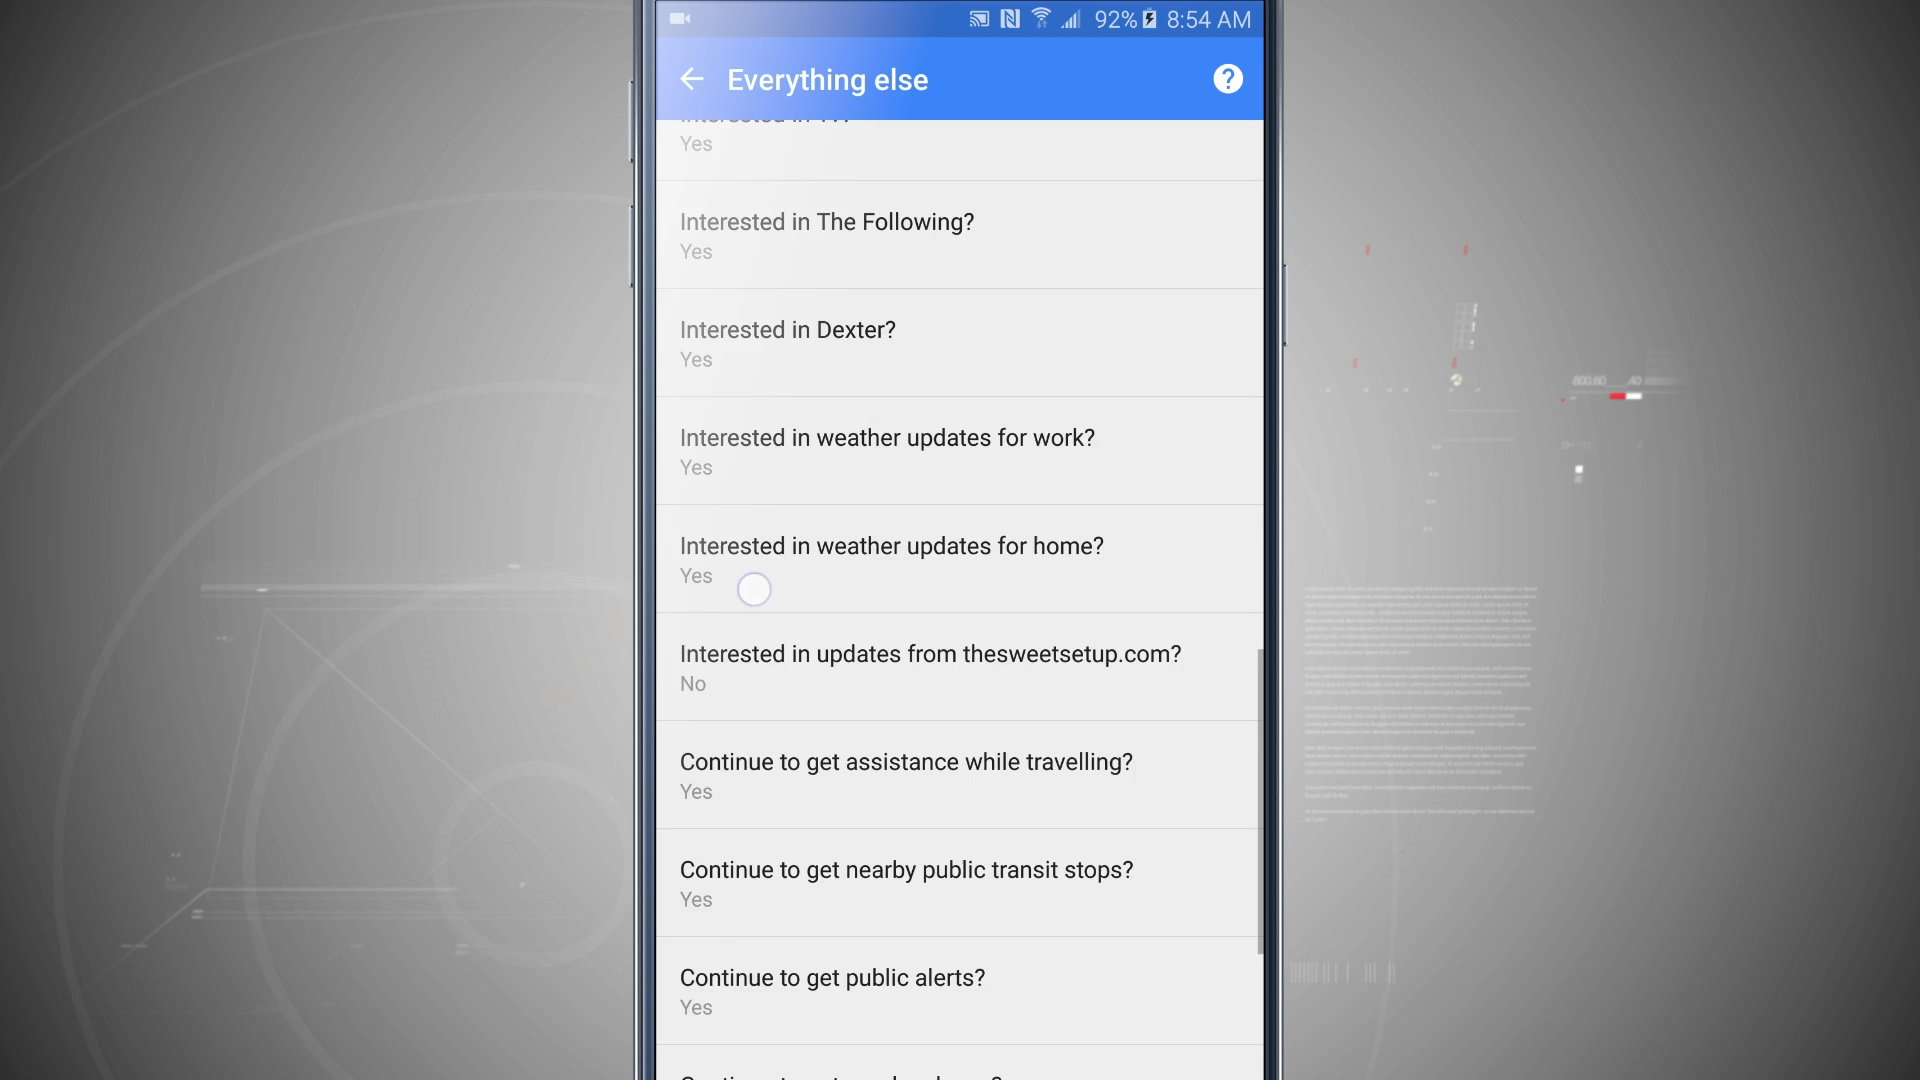 92% 8:54 AM
Everything else
Yes
Interested in The Following?
Yes
Interested in Dexter?
Yes
Interested in weather updates for work?
Yes
Interested in weather updates for home?
Yes
Interested in updates from thesweetsetup.com?
No
Continue to get assistance while travelling?
Yes
Continue to get nearby public transit stops?
Yes
Continue to get public alerts?
Yes